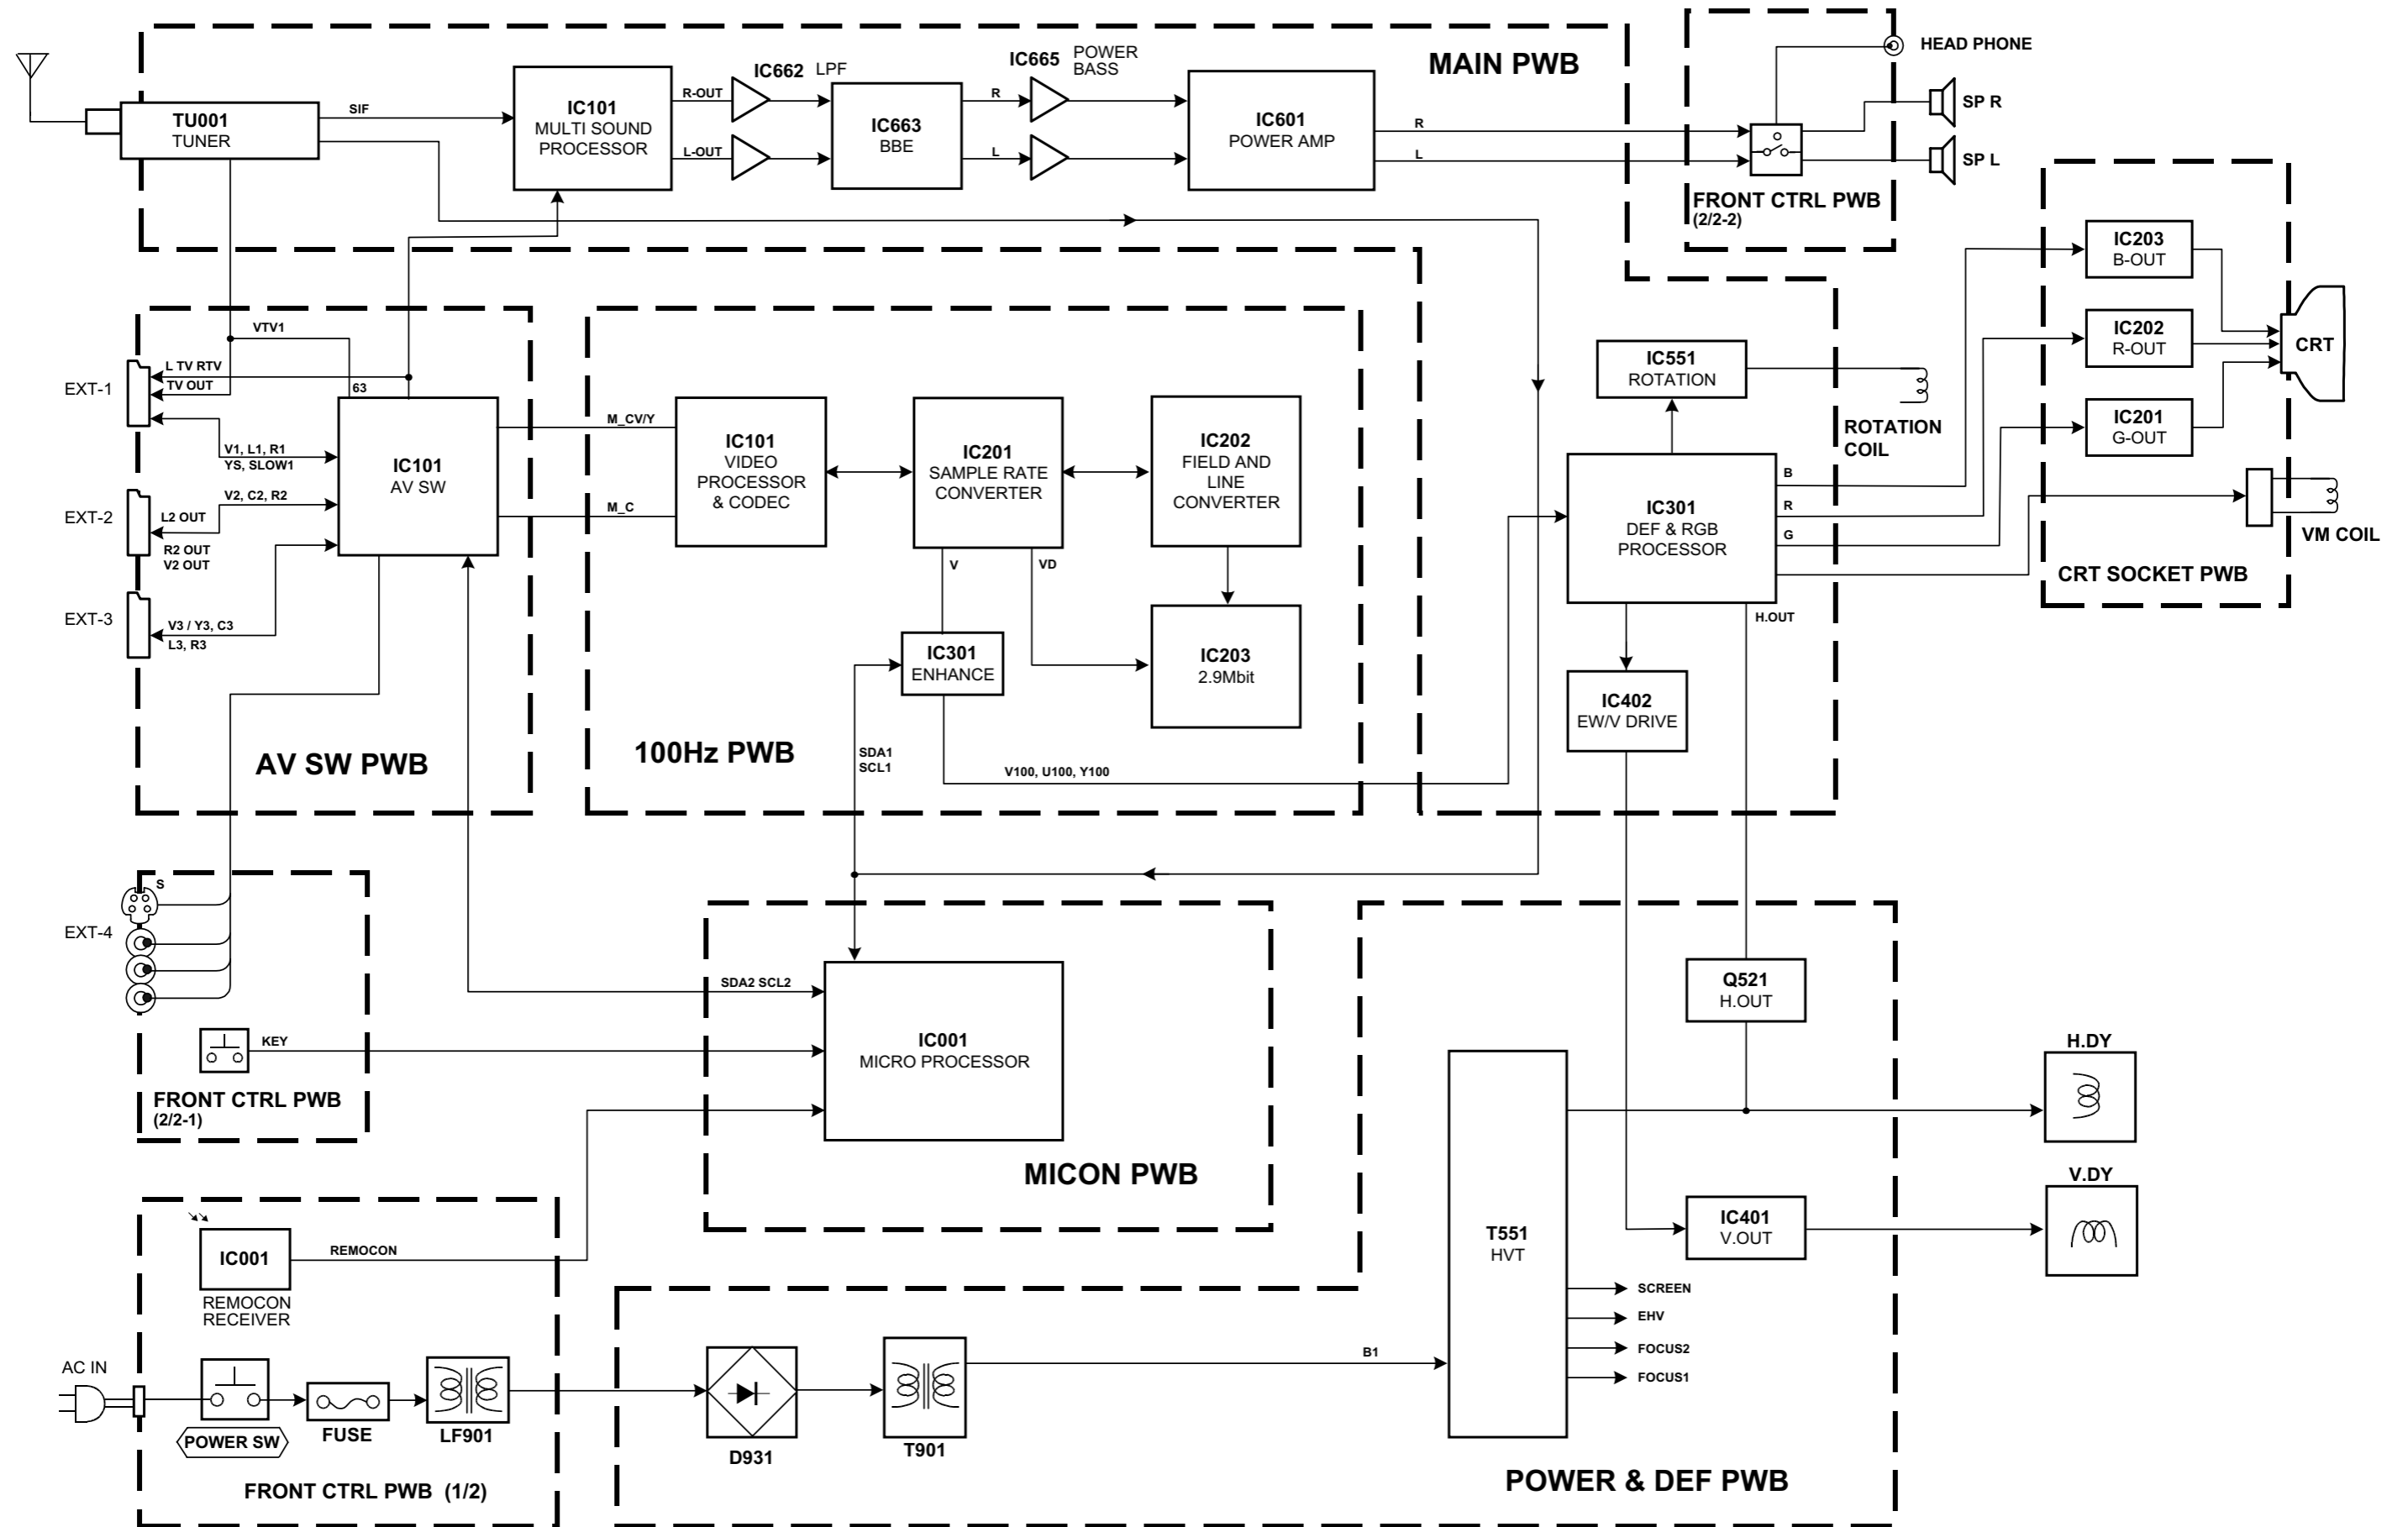 MAIN PWB
TU001
TUNER
SIF
IC101
MULTI SOUND
PROCESSOR
R-OUT
L-OUT
IC662 LPF
IC663
BBE
R
L
IC665
POWER
BASS
IC601
POWER AMP
R
L
HEAD PHONE
SP R
SP L
FRONT CTRL PWB
(2/2-2)
IC203
B-OUT
IC202
R-OUT
IC201
G-OUT
CRT
VM COIL
CRT SOCKET PWB
VTV1
L TV RTV
TV OUT
63
EXT-1
V1, L1, R1
YS, SLOW1
EXT-2
V2, C2, R2
L2 OUT
R2 OUT
V2 OUT
EXT-3
V3 / Y3, C3
L3, R3
IC101
AV SW
AV SW PWB
M_CV/Y
M_C
IC101
VIDEO
PROCESSOR
& CODEC
IC201
SAMPLE RATE
CONVERTER
IC202
FIELD AND
LINE
CONVERTER
V
VD
IC301
ENHANCE
IC203
2.9Mbit
100Hz PWB
SDA1
SCL1
V100, U100, Y100
IC551
ROTATION
ROTATION
COIL
IC301
DEF & RGB
PROCESSOR
B
R
G
H.OUT
IC402
EW/V DRIVE
S
EXT-4
KEY
FRONT CTRL PWB
(2/2-1)
SDA2 SCL2
IC001
MICRO PROCESSOR
MICON PWB
Q521
H.OUT
H.DY
V.DY
IC401
V.OUT
T551
HVT
SCREEN
EHV
FOCUS2
FOCUS1
IC001
REMOCON
REMOCON
RECEIVER
AC IN
POWER SW
FUSE
LF901
FRONT CTRL PWB (1/2)
D931
T901
B1
POWER & DEF PWB